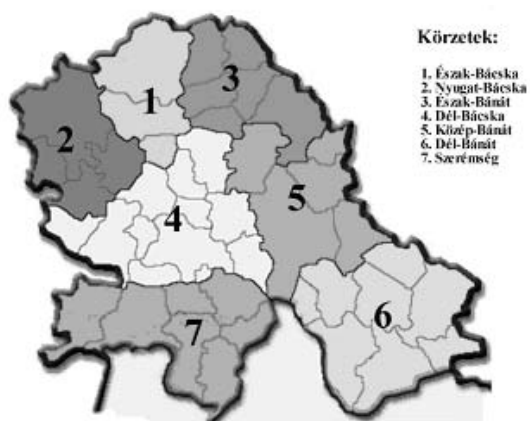 Körzetek:
1. Észak-Bácska
2. Nyugat-Bácska
3. Észak-Bánát
4. Dél-Bácska
5. Közép-Bánát
6. Dél-Bánát
7. Szerémség
1
2
3
4
5
6
7